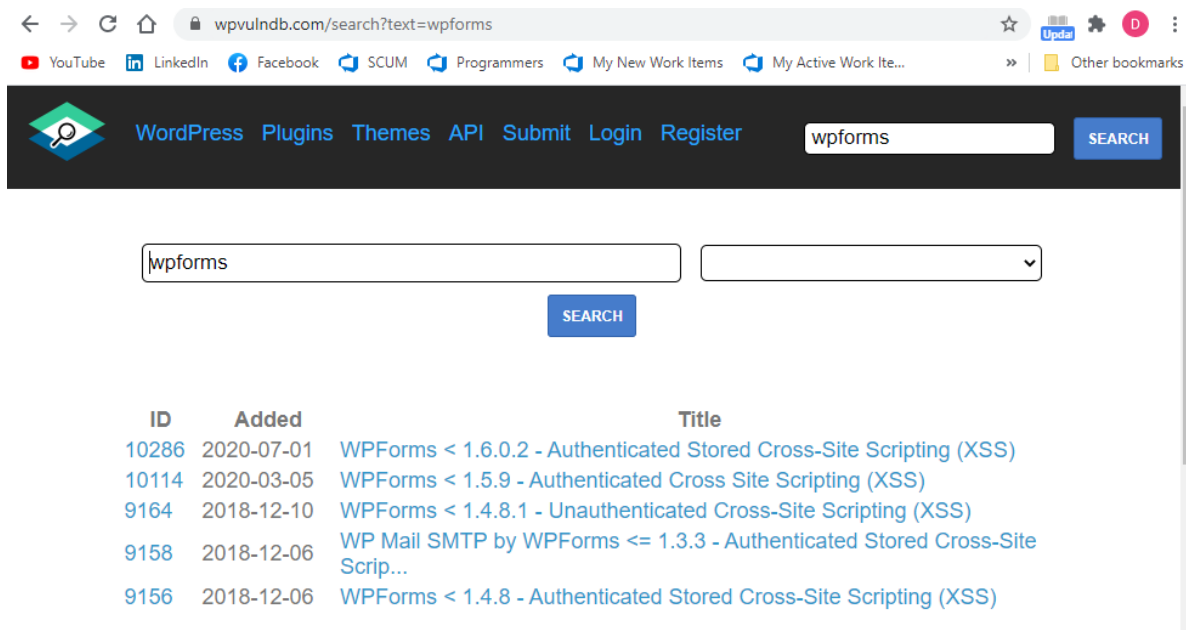 wpvulndb.com/search?text=wpforms
Updat
D
YouTube LinkedIn Facebook SCUM Programmers My New Work Items My Active Work Ite... » Other bookmarks
WordPress Plugins Themes API Submit Login Register wpforms SEARCH
wpforms
SEARCH
ID Added Title
10286 2020-07-01 WPForms < 1.6.0.2 - Authenticated Stored Cross-Site Scripting (XSS)
10114 2020-03-05 WPForms < 1.5.9 - Authenticated Cross Site Scripting (XSS)
9164 2018-12-10 WPForms < 1.4.8.1 - Unauthenticated Cross-Site Scripting (XSS)
9158 2018-12-06 WP Mail SMTP by WPForms <= 1.3.3 - Authenticated Stored Cross-Site
Scrip...
9156 2018-12-06 WPForms < 1.4.8 - Authenticated Stored Cross-Site Scripting (XSS)